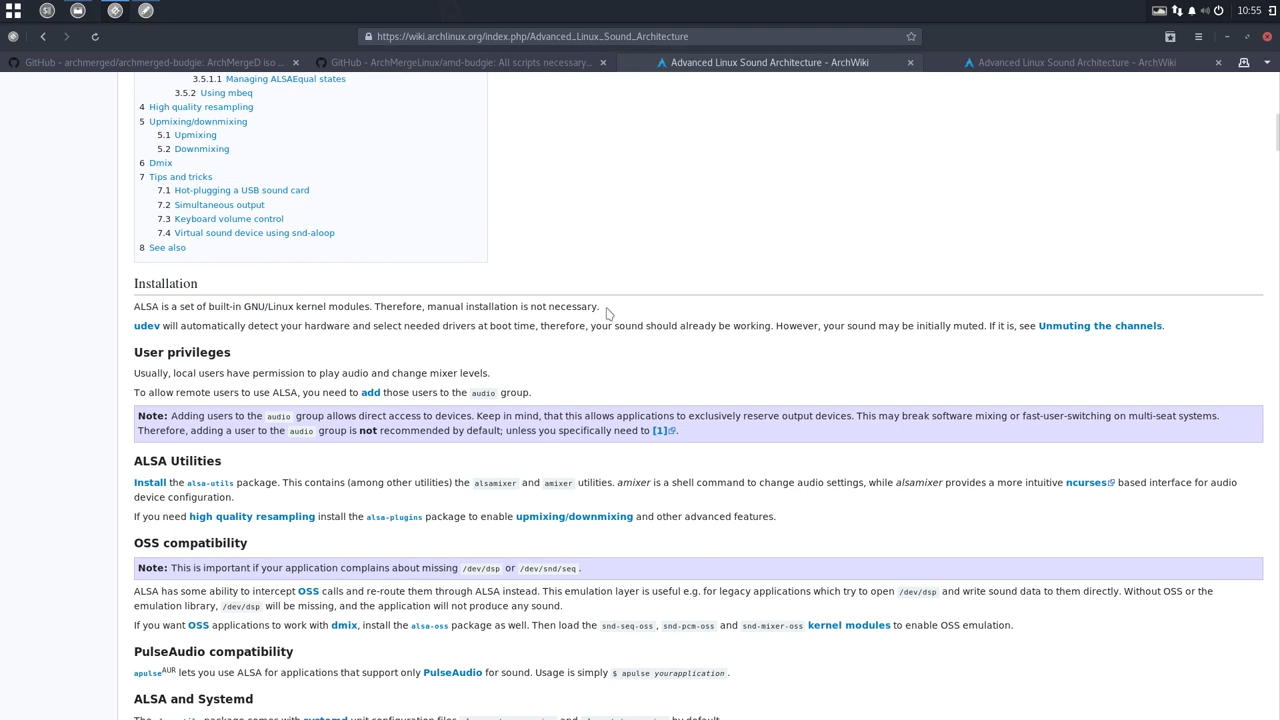 10:55
https://wiki.archlinux.org/index.php/Advanced_Linux_Sound_Architecture
GitHub - archmerged/archmerged-budgie: ArchMergeD iso ...
GitHub - ArchMergeLinux/amd-budgie: All scripts necessary...
Advanced Linux Sound Architecture - ArchWiki
Advanced Linux Sound Architecture - ArchWiki
3.5.1.1 Managing ALSAEqual states
3.5.2 Using mbeq
4 High quality resampling
5 Upmixing/downmixing
5.1 Upmixing
5.2 Downmixing
6 Dmix
7 Tips and tricks
7.1 Hot-plugging a USB sound card
7.2 Simultaneous output
7.3 Keyboard volume control
7.4 Virtual sound device using snd-aloop
8 See also
Installation
ALSA is a set of built-in GNU/Linux kernel modules. Therefore, manual installation is not necessary.
udev will automatically detect your hardware and select needed drivers at boot time, therefore, your sound should already be working. However, your sound may be initially muted. If it is, see Unmuting the channels.
User privileges
Usually, local users have permission to play audio and change mixer levels.
To allow remote users to use ALSA, you need to add those users to the audio group.
Note: Adding users to the audio group allows direct access to devices. Keep in mind, that this allows applications to exclusively reserve output devices. This may break software mixing or fast-user-switching on multi-seat systems.
Therefore, adding a user to the audio group is not recommended by default; unless you specifically need to [1].
ALSA Utilities
Install the alsa-utils package. This contains (among other utilities) the alsamixer and amixer utilities. amixer is a shell command to change audio settings, while alsamixer provides a more intuitive ncurses based interface for audio
device configuration.
If you need high quality resampling install the alsa-plugins package to enable upmixing/downmixing and other advanced features.
OSS compatibility
Note: This is important if your application complains about missing /dev/dsp or /dev/snd/seq.
ALSA has some ability to intercept OSS calls and re-route them through ALSA instead. This emulation layer is useful e.g. for legacy applications which try to open /dev/dsp and write sound data to them directly. Without OSS or the
emulation library, /dev/dsp will be missing, and the application will not produce any sound.
If you want OSS applications to work with dmix, install the alsa-oss package as well. Then load the snd-seq-oss, snd-pcm-oss and snd-mixer-oss kernel modules to enable OSS emulation.
PulseAudio compatibility
apulseAUR lets you use ALSA for applications that support only PulseAudio for sound. Usage is simply $ apulse yourapplication.
ALSA and Systemd
The package comes with systemd unit configuration files and by default.